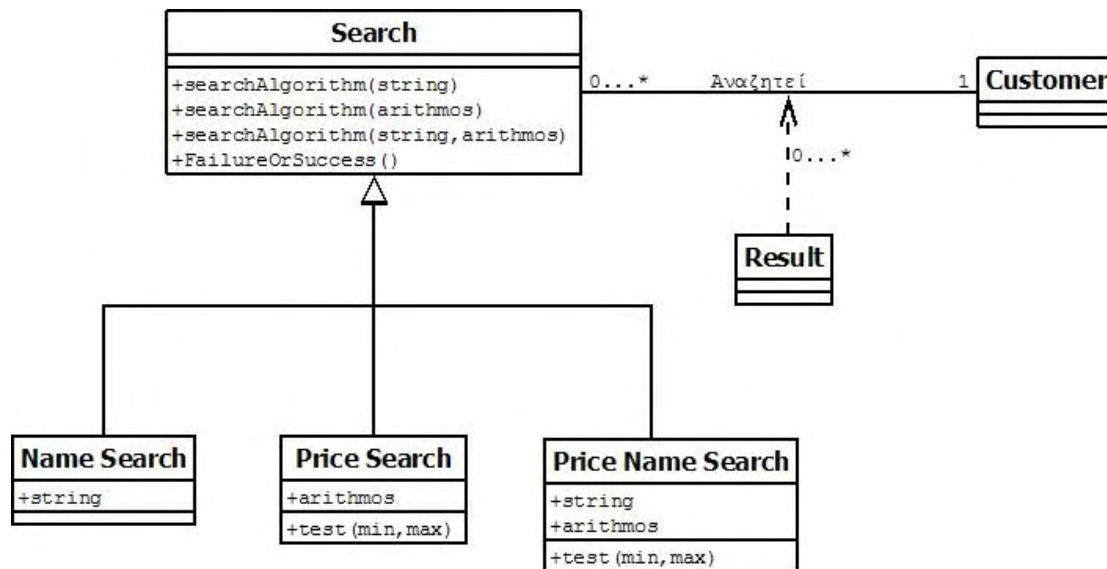 Search
+searchAlgorithm(string)
+searchAlgorithm(arithmos)
+searchAlgorithm(string,arithmos)
+FailureOrSuccess()
0...*
Αναζητεί
1
Customer
0...*
Result
Name Search
+string
Price Search
+arithmos
+test(min,max)
Price Name Search
+string
+arithmos
+test(min,max)